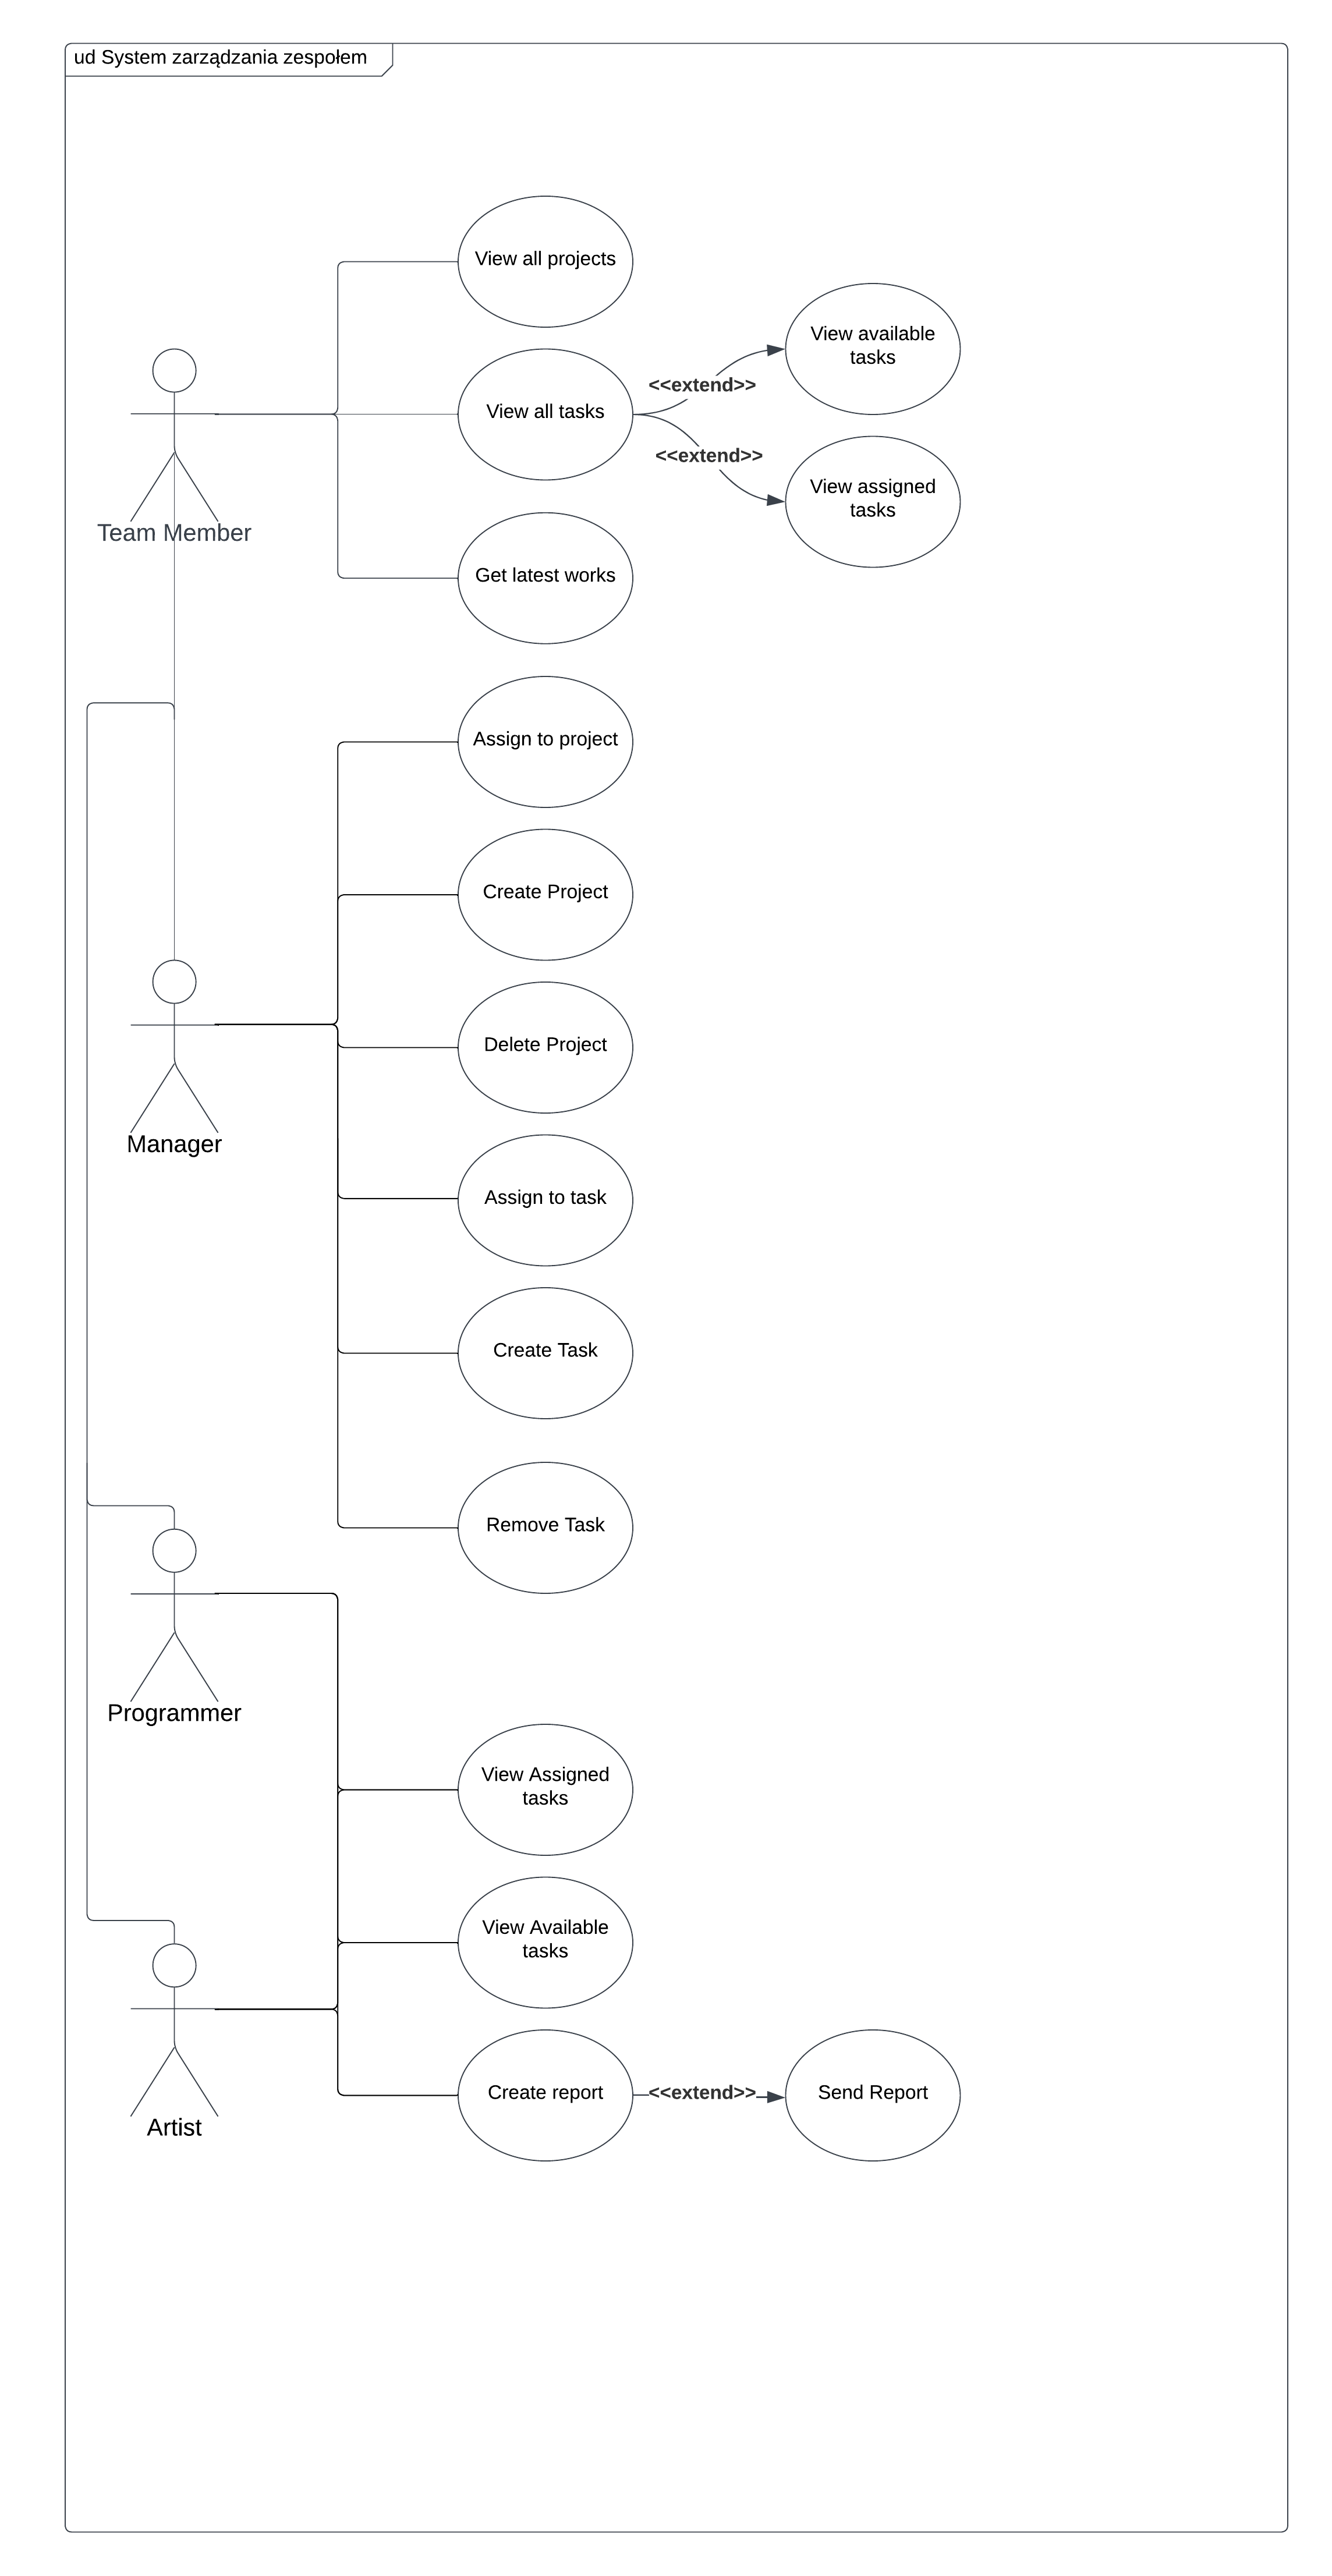 ud System zarządzania zespołem
View all projects
View available
tasks
<<extend>>
View all tasks
<<extend>>
View assigned
tasks
Team Member
Get latest works
Assign to project
Create Project
Delete Project
Manager
Assign to task
Create Task
Remove Task
Programmer
View Assigned
tasks
View Available
tasks
Create report
<<extend>>
Send Report
Artist